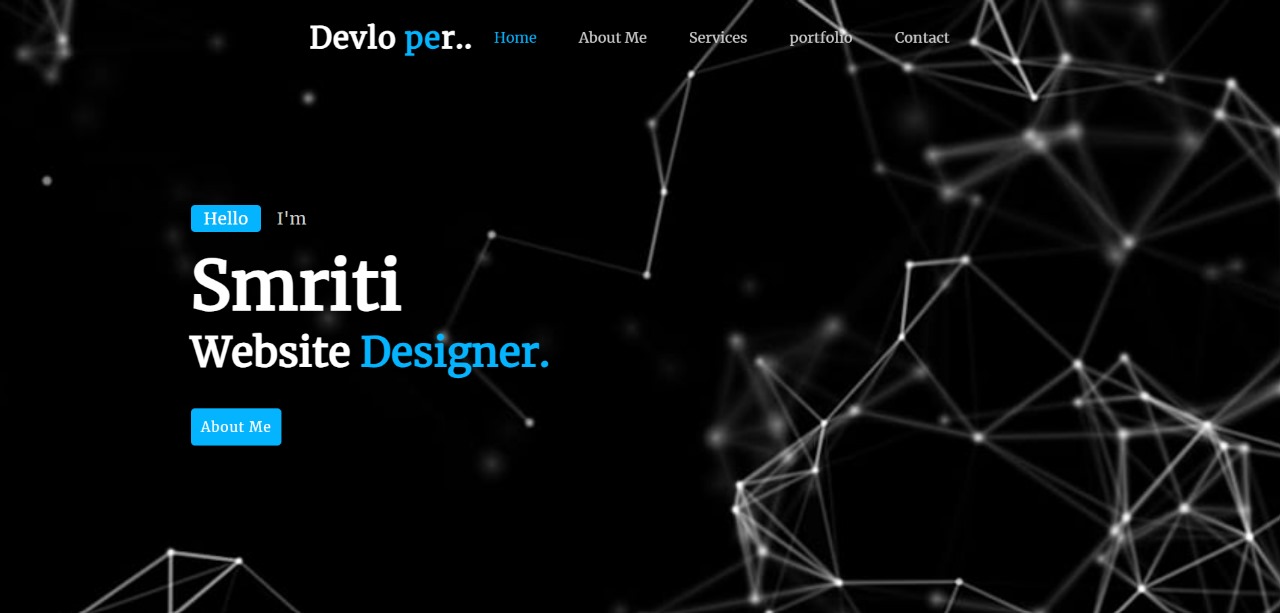 Devlo per.. Home About Me Services portfolio Contact
Hello I'm
Smriti
Website Designer.
About Me